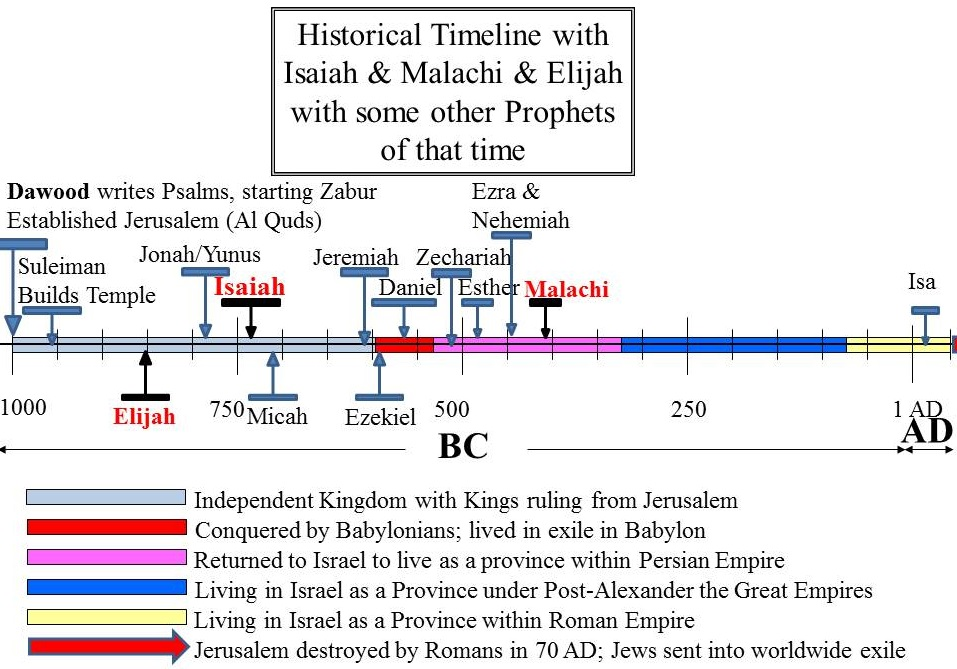 Historical Timeline with
Isaiah & Malachi & Elijah
with some other Prophets
of that time
Dawood writes Psalms, starting Zabur
Established Jerusalem (Al Quds)
Ezra &
Nehemiah
Suleiman
Builds Temple
Jonah/Yunus
Isaiah
Jeremiah
Daniel
Zechariah
Esther
Malachi
Isa
Elijah
Micah
Ezekiel
1000
750
500
250
1 AD
BC
AD
Independent Kingdom with Kings ruling from Jerusalem
Conquered by Babylonians; lived in exile in Babylon
Returned to Israel to live as a province within Persian Empire
Living in Israel as a Province under Post-Alexander the Great Empires
Living in Israel as a Province within Roman Empire
Jerusalem destroyed by Romans in 70 AD; Jews sent into worldwide exile